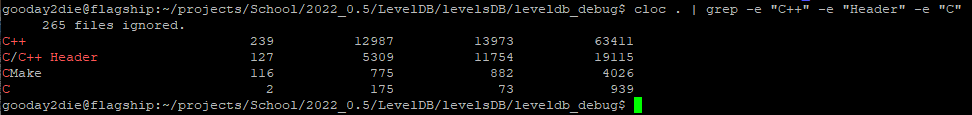 gooday2die@flagship:~/projects/School/2022_0.5/LevelDB/levelsDB/leveldb_debug$ cloc . | grep -e "C++" -e "Header" -e "C"
265 files ignored.
C++ 239 12987 13973 63411
C/C++ Header 127 5309 11754 19115
CMake 116 775 882 4026
C 2 175 73 939
gooday2die@flagship:~/projects/School/2022_0.5/LevelDB/levelsDB/leveldb_debug$